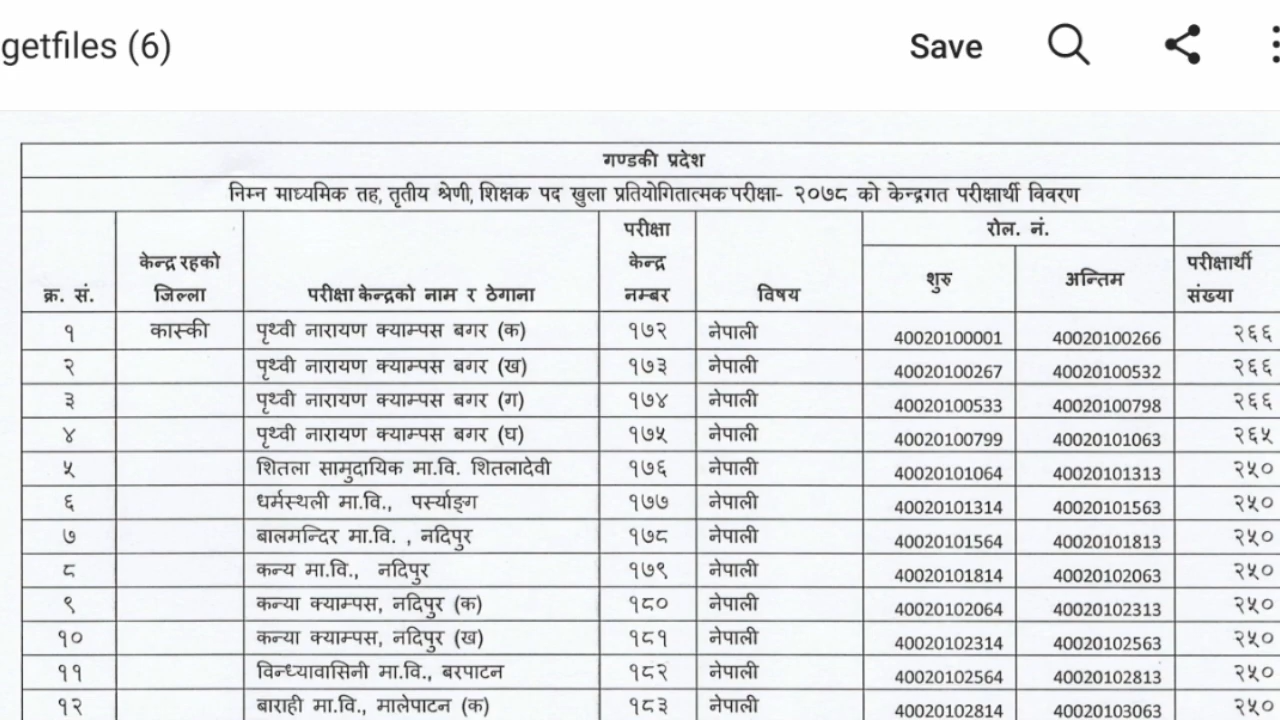 getfiles (6) Save
गण्डकी प्रदेश
निम्न माध्यमिक तह, तृतीय श्रेणी, शिक्षक पद खुला प्रतियोगितात्मक परीक्षा- २०७८ को केन्द्रगत परीक्षार्थी विवरण
क्र. सं. केन्द्र रहको जिल्ला परीक्षा केन्द्रको नाम र ठेगाना परीक्षा केन्द्र नम्बर विषय रोल. नं. शुरु अन्तिम परीक्षार्थी संख्या
१ कास्की पृथ्वी नारायण क्याम्पस बगर (क) १७२ नेपाली 40020100001 40020100266 २६६
२ पृथ्वी नारायण क्याम्पस बगर (ख) १७३ नेपाली 40020100267 40020100532 २६६
३ पृथ्वी नारायण क्याम्पस बगर (ग) १७४ नेपाली 40020100533 40020100798 २६६
४ पृथ्वी नारायण क्याम्पस बगर (घ) १७५ नेपाली 40020100799 40020101063 २६५
५ शितला सामुदायिक मा.वि. शितलादेवी १७६ नेपाली 40020101064 40020101313 २५०
६ धर्मस्थली मा.वि., पर्स्याङ्ग १७७ नेपाली 40020101314 40020101563 २५०
७ बालमन्दिर मा.वि. , नदिपुर १७८ नेपाली 40020101564 40020101813 २५०
८ कन्य मा.वि., नदिपुर १७९ नेपाली 40020101814 40020102063 २५०
९ कन्या क्याम्पस, नदिपुर (क) १८० नेपाली 40020102064 40020102313 २५०
१० कन्या क्याम्पस, नदिपुर (ख) १८१ नेपाली 40020102314 40020102563 २५०
११ विन्ध्यावासिनी मा.वि., बरपाटन १८२ नेपाली 40020102564 40020102813 २५०
१२ बाराही मा.वि., मालेपाटन (क) १८३ नेपाली 40020102814 40020103063 २५०